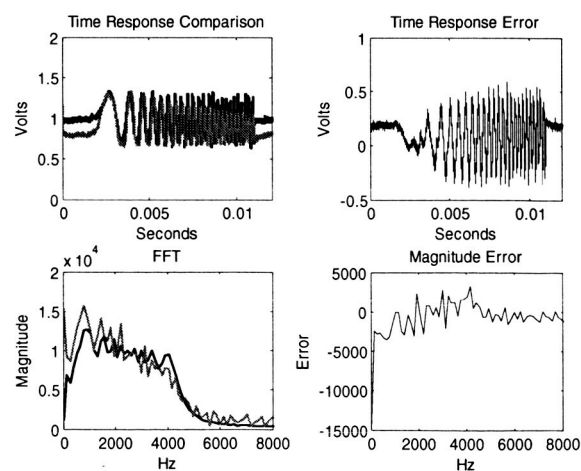 Time Response Comparison
2
1.5
1
0.5
0
Volts
0
0.005
0.01
Seconds
Time Response Error
1
0.5
0
-0.5
Volts
0
0.005
0.01
Seconds
x 10^4
FFT
2
1.5
1
0.5
0
Magnitude
0
2000
4000
6000
8000
Hz
Magnitude Error
5000
0
-5000
-10000
-15000
Error
0
2000
4000
6000
8000
Hz